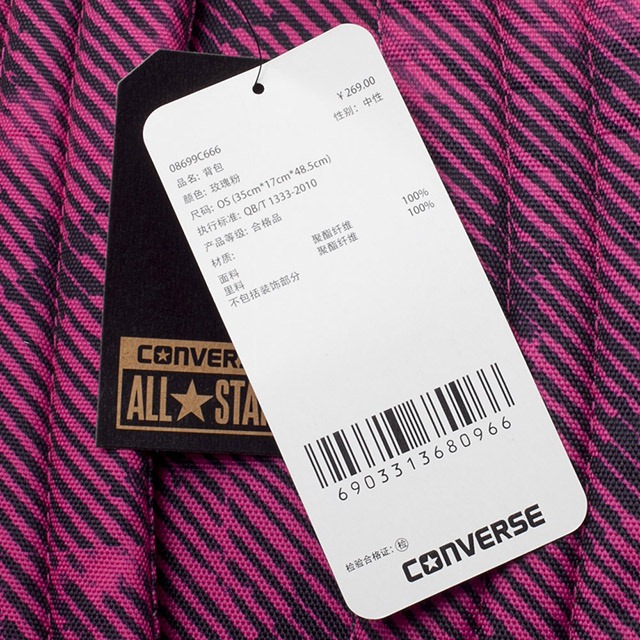 ¥ 269.00
08699C666
性别：中性
品名：背包
颜色：玫瑰粉
尺码：OS (35cm*17cm*48.5cm)
执行标准：QB/T 1333-2010
产品等级：合格品
材质：
面料 聚酯纤维 100%
里料 聚酯纤维 100%
不包括装饰部分
6903313680966
检验合格证：检
CONVERSE
CONVERSE
ALL★STA